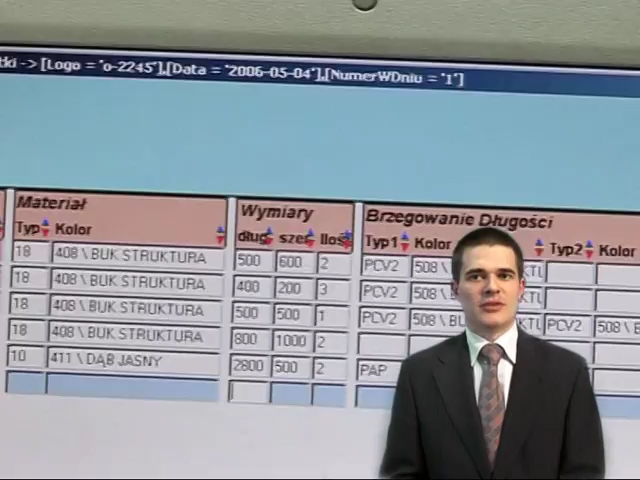 tki -> [Logo = "o-2245"],[Data = "2006-05-04"],[NumerWDniu = "1"]
Materiał Wymiary Brzegowanie Długości
Typ Kolor dług szer Ilość Typ1 Kolor Typ2 Kolor
18 408 \ BUK STRUKTURA 500 600 2 PCV2 508 \
18 408 \ BUK STRUKTURA 400 200 3 PCV2 508 \
18 408 \ BUK STRUKTURA 500 500 1 PCV2 508 \ PCV2 508 \ B
18 408 \ BUK STRUKTURA 800 1000 2
10 411 \ DĄB JASNY 2800 500 2 PAP